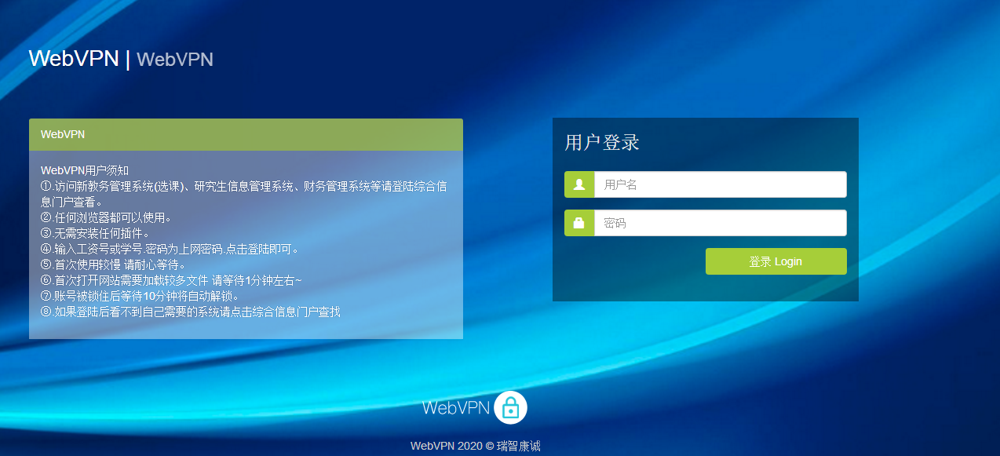 WebVPN | WebVPN
WebVPN
WebVPN用户须知
①.访问新教务管理系统(选课)、研究生信息管理系统、财务管理系统等请登陆综合信
息门户查看。
②.任何浏览器都可以使用。
③.无需安装任何插件。
④.输入工资号或学号.密码为上网密码.点击登陆即可。
⑤.首次使用较慢 请耐心等待。
⑥.首次打开网站需要加载较多文件 请等待1分钟左右~
⑦.账号被锁住后等待10分钟将自动解锁。
⑧.如果登陆后看不到自己需要的系统请点击综合信息门户查找
用户登录
用户名
密码
登录 Login
WebVPN
WebVPN 2020 © 瑞智康诚